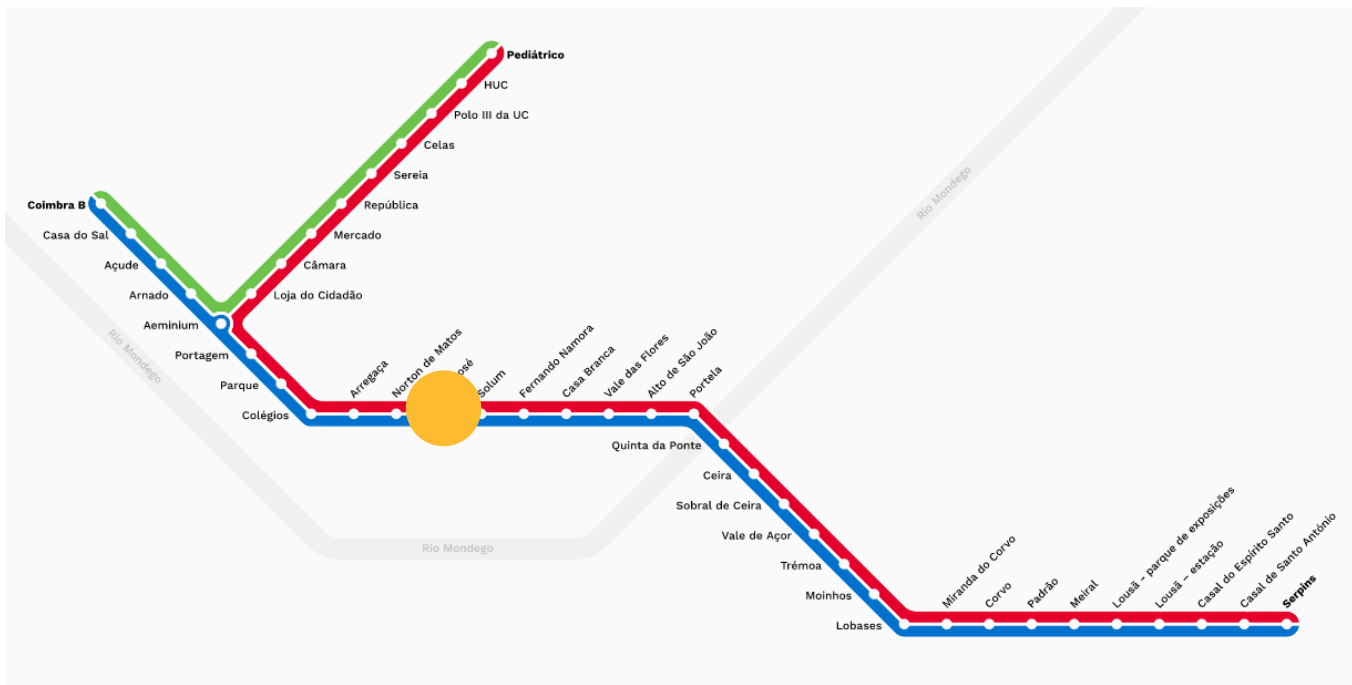 Pediátrico
HUC
Polo III da UC
Celas
Sereia
República
Mercado
Câmara
Loja do Cidadão
Coimbra B
Casa do Sal
Açude
Arnado
Aeminium
Portagem
Parque
Colégios
Arregaça
Norton de Matos
Solum
Fernando Namora
Casa Branca
Vale das Flores
Alto de São João
Portela
Quinta da Ponte
Ceira
Sobral de Ceira
Vale de Açor
Trémoa
Moinhos
Lobases
Miranda do Corvo
Corvo
Padrão
Meiral
Lousã - parque de exposições
Lousã – estação
Casal do Espírito Santo
Casal de Santo António
Serpins
Rio Mondego
Rio Mondego
Rio Mondego